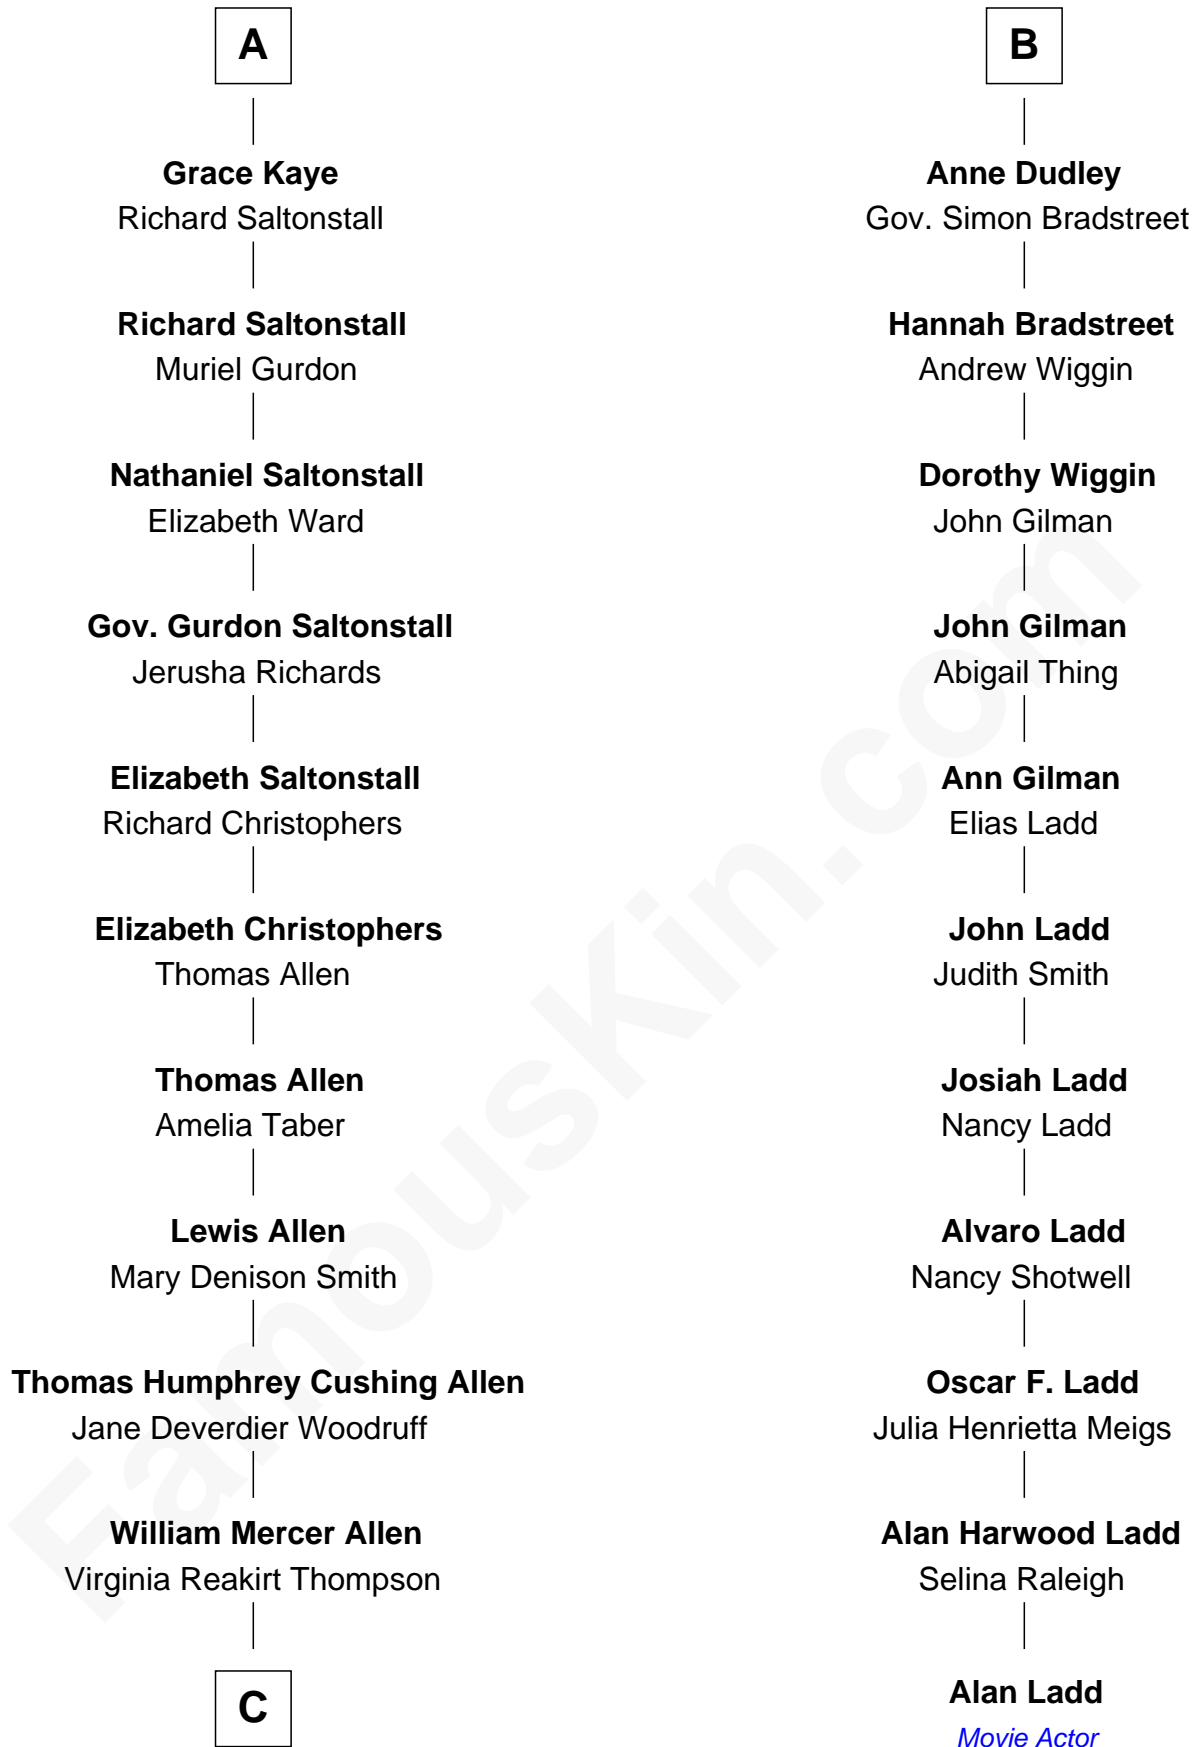 A
Grace Kaye
Richard Saltonstall
Richard Saltonstall
Muriel Gurdon
Nathaniel Saltonstall
Elizabeth Ward
Gov. Gurdon Saltonstall
Jerusha Richards
Elizabeth Saltonstall
Richard Christophers
Elizabeth Christophers
Thomas Allen
Thomas Allen
Amelia Taber
Lewis Allen
Mary Denison Smith
Thomas Humphrey Cushing Allen
Jane Deverdier Woodruff
William Mercer Allen
Virginia Reakirt Thompson
C
B
Anne Dudley
Gov. Simon Bradstreet
Hannah Bradstreet
Andrew Wiggin
Dorothy Wiggin
John Gilman
John Gilman
Abigail Thing
Ann Gilman
Elias Ladd
John Ladd
Judith Smith
Josiah Ladd
Nancy Ladd
Alvaro Ladd
Nancy Shotwell
Oscar F. Ladd
Julia Henrietta Meigs
Alan Harwood Ladd
Selina Raleigh
Alan Ladd
Movie Actor
FamousKin.com